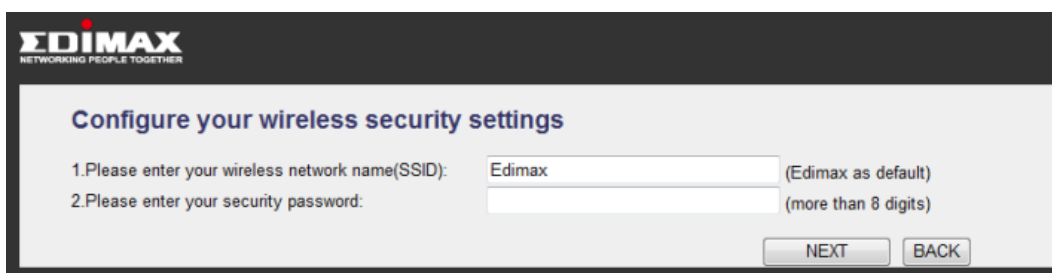 EDIMAX
NETWORKING PEOPLE TOGETHER
Configure your wireless security settings
1.Please enter your wireless network name(SSID): Edimax (Edimax as default)
2.Please enter your security password: (more than 8 digits)
NEXT BACK